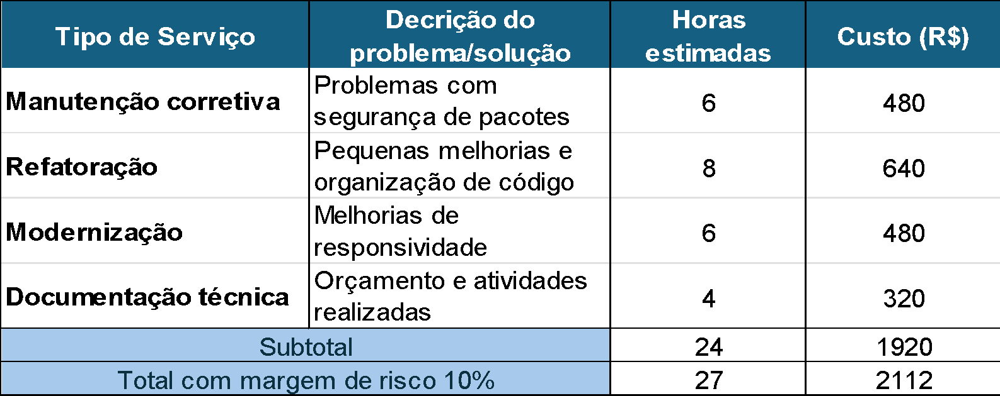 Tipo de Serviço
Decrição do
problema/solução
Horas
estimadas
Custo (R$)
Manutenção corretiva
Problemas com
segurança de pacotes
6
480
Refatoração
Pequenas melhorias e
organização de código
8
640
Modernização
Melhorias de
responsividade
6
480
Documentação técnica
Orçamento e atividades
realizadas
4
320
Subtotal
24
1920
Total com margem de risco 10%
27
2112